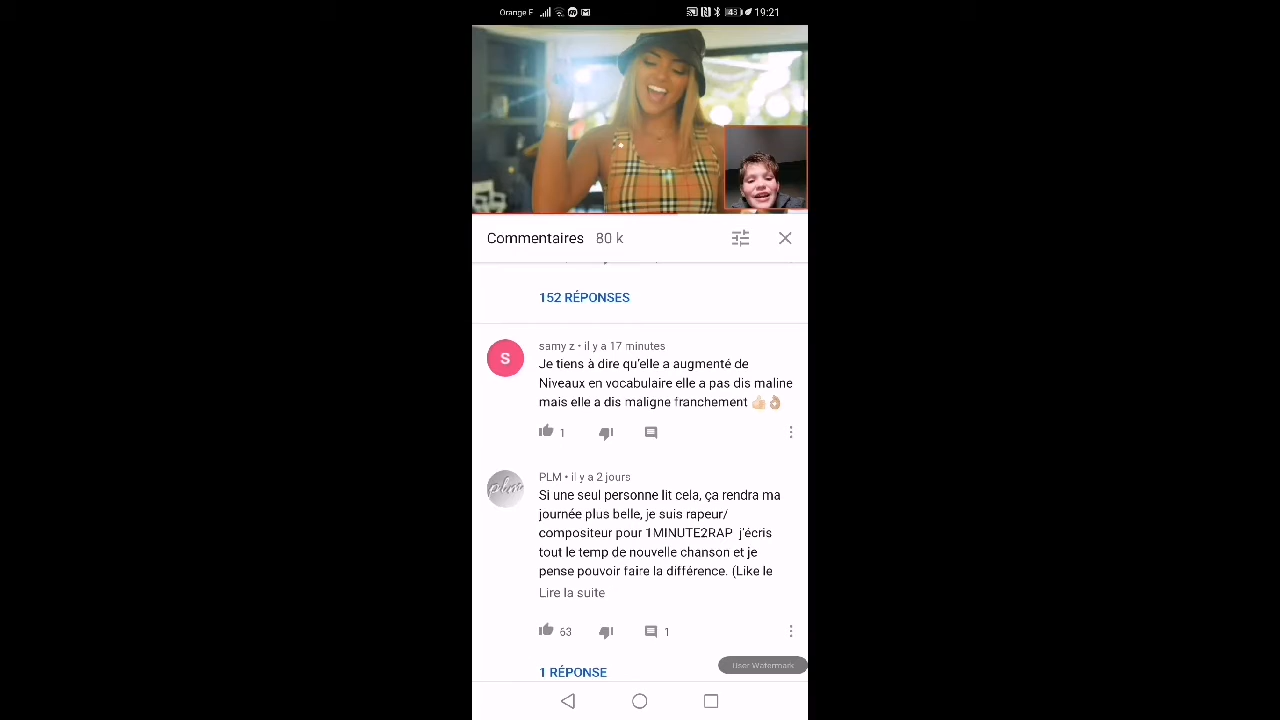 Orange F
43 19:21
Commentaires 80 k
152 RÉPONSES
S
samy z • il y a 17 minutes
Je tiens à dire qu'elle a augmenté de
Niveaux en vocabulaire elle a pas dis maline
mais elle a dis maligne franchement 👍🏻👌🏽
1
plm
PLM • il y a 2 jours
Si une seul personne lit cela, ça rendra ma
journée plus belle, je suis rapeur/
compositeur pour 1MINUTE2RAP j'écris
tout le temp de nouvelle chanson et je
pense pouvoir faire la différence. (Like le
Lire la suite
63 1
User Watermark
1 RÉPONSE